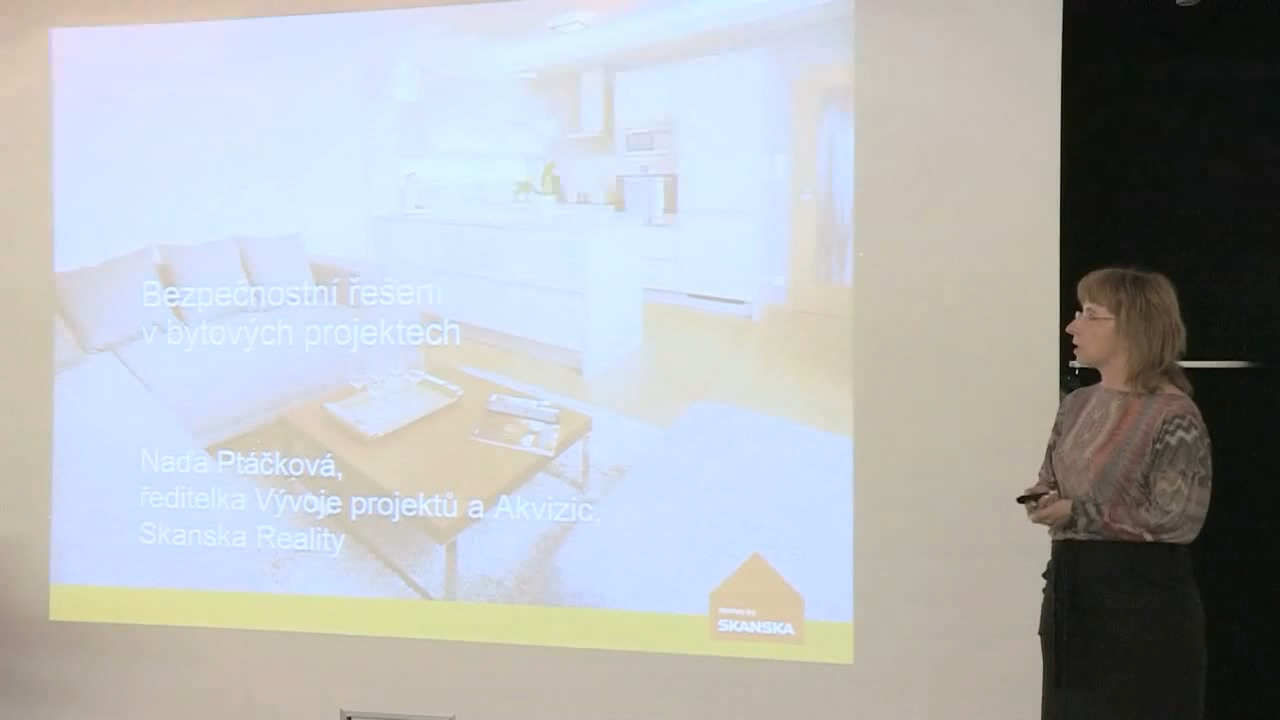 Bezpečnostní řešení
v bytových projektech
Naďa Ptáčková,
ředitelka Vývoje projektů a Akvizic,
Skanska Reality
SKANSKA